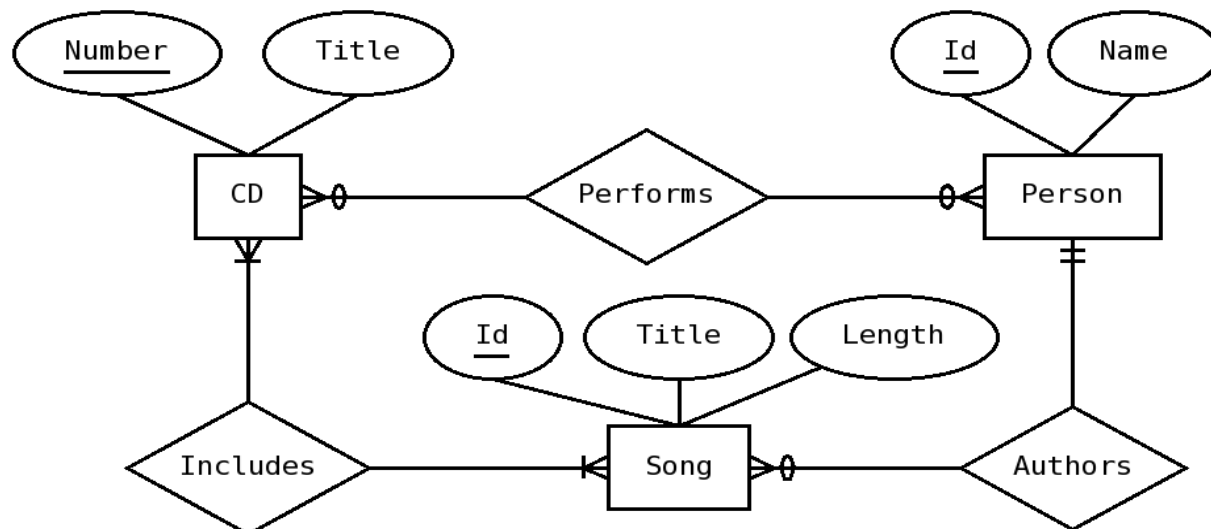 Number
Title
Id
Name
CD
Performs
Person
Id
Title
Length
Includes
Song
Authors